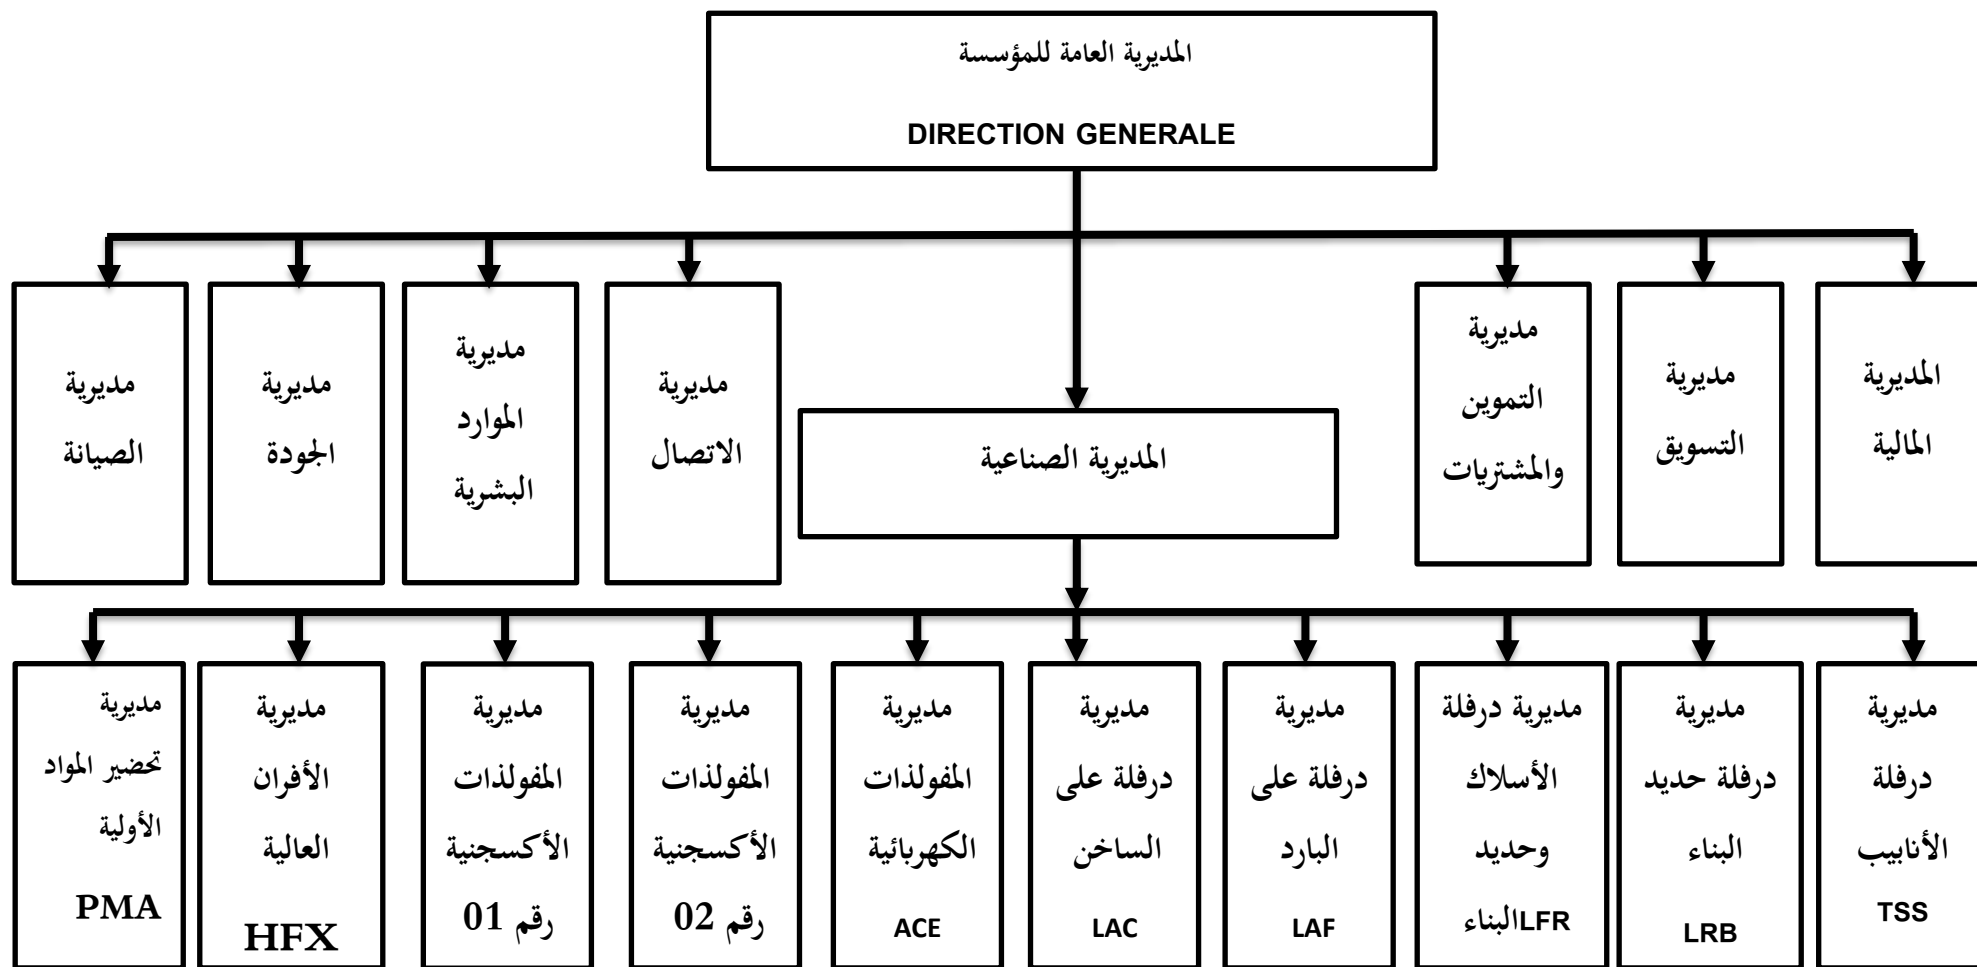 المديرية العامة للمؤسسة
DIRECTION GENERALE
المديرية
المالية
مديرية
التسويق
مديرية
التموين
والمشتريات
المديرية الصناعية
مديرية
الاتصال
مديرية
الموارد
البشرية
مديرية
الجودة
مديرية
الصيانة
مديرية
درفلة
الأنابيب
TSS
مديرية
درفلة حديد
البناء
LRB
مديرية درفلة
الأسلاك
وحديد
البناءLFR
مديرية
درفلة على
البارد
LAF
مديرية
درفلة على
الساخن
LAC
مديرية
المفولذات
الكهربائية
ACE
مديرية
المفولذات
الأكسجنية
رقم 02
مديرية
المفولذات
الأكسجنية
رقم 01
مديرية
الأفران
العالية
HFX
مديرية
تحضير المواد
الأولية
PMA